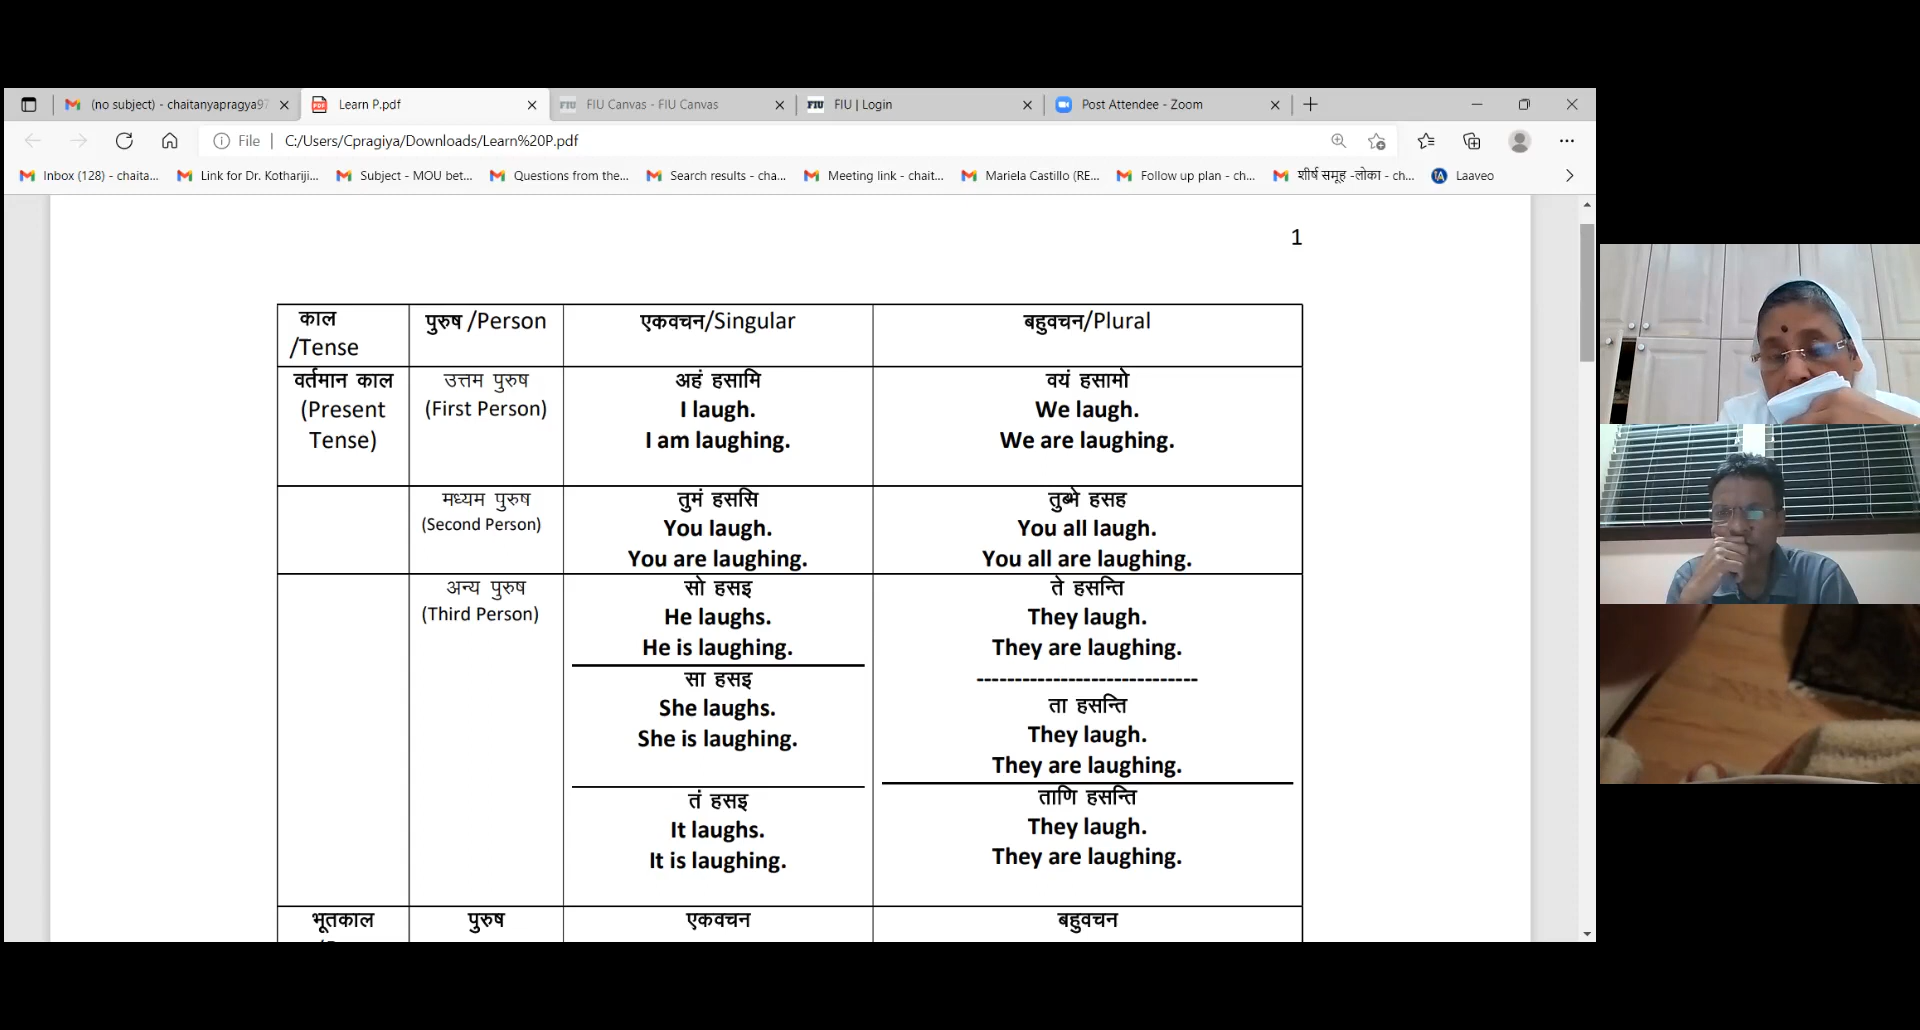 (no subject) - chaitanyapragya97
Learn P.pdf
FIU Canvas - FIU Canvas
FIU | Login
Post Attendee - Zoom
File | C:/Users/Cpragiya/Downloads/Learn%20P.pdf
Inbox (128) - chaita...
Link for Dr. Kothariji...
Subject - MOU bet...
Questions from the...
Search results - cha...
Meeting link - chait...
Mariela Castillo (RE...
Follow up plan - ch...
शीर्ष समूह -लोका - ch...
Laaveo
1
काल
/Tense
पुरुष /Person
एकवचन/Singular
बहुवचन/Plural
वर्तमान काल
(Present
Tense)
उत्तम पुरुष
(First Person)
अहं हसामि
I laugh.
I am laughing.
वयं हसामो
We laugh.
We are laughing.
मध्यम पुरुष
(Second Person)
तुमं हससि
You laugh.
You are laughing.
तुब्भे हसह
You all laugh.
You all are laughing.
अन्य पुरुष
(Third Person)
सो हसइ
He laughs.
He is laughing.
सा हसइ
She laughs.
She is laughing.
तं हसइ
It laughs.
It is laughing.
ते हसन्ति
They laugh.
They are laughing.
-----------------------------
ता हसन्ति
They laugh.
They are laughing.
ताणि हसन्ति
They laugh.
They are laughing.
भूतकाल
पुरुष
एकवचन
बहुवचन